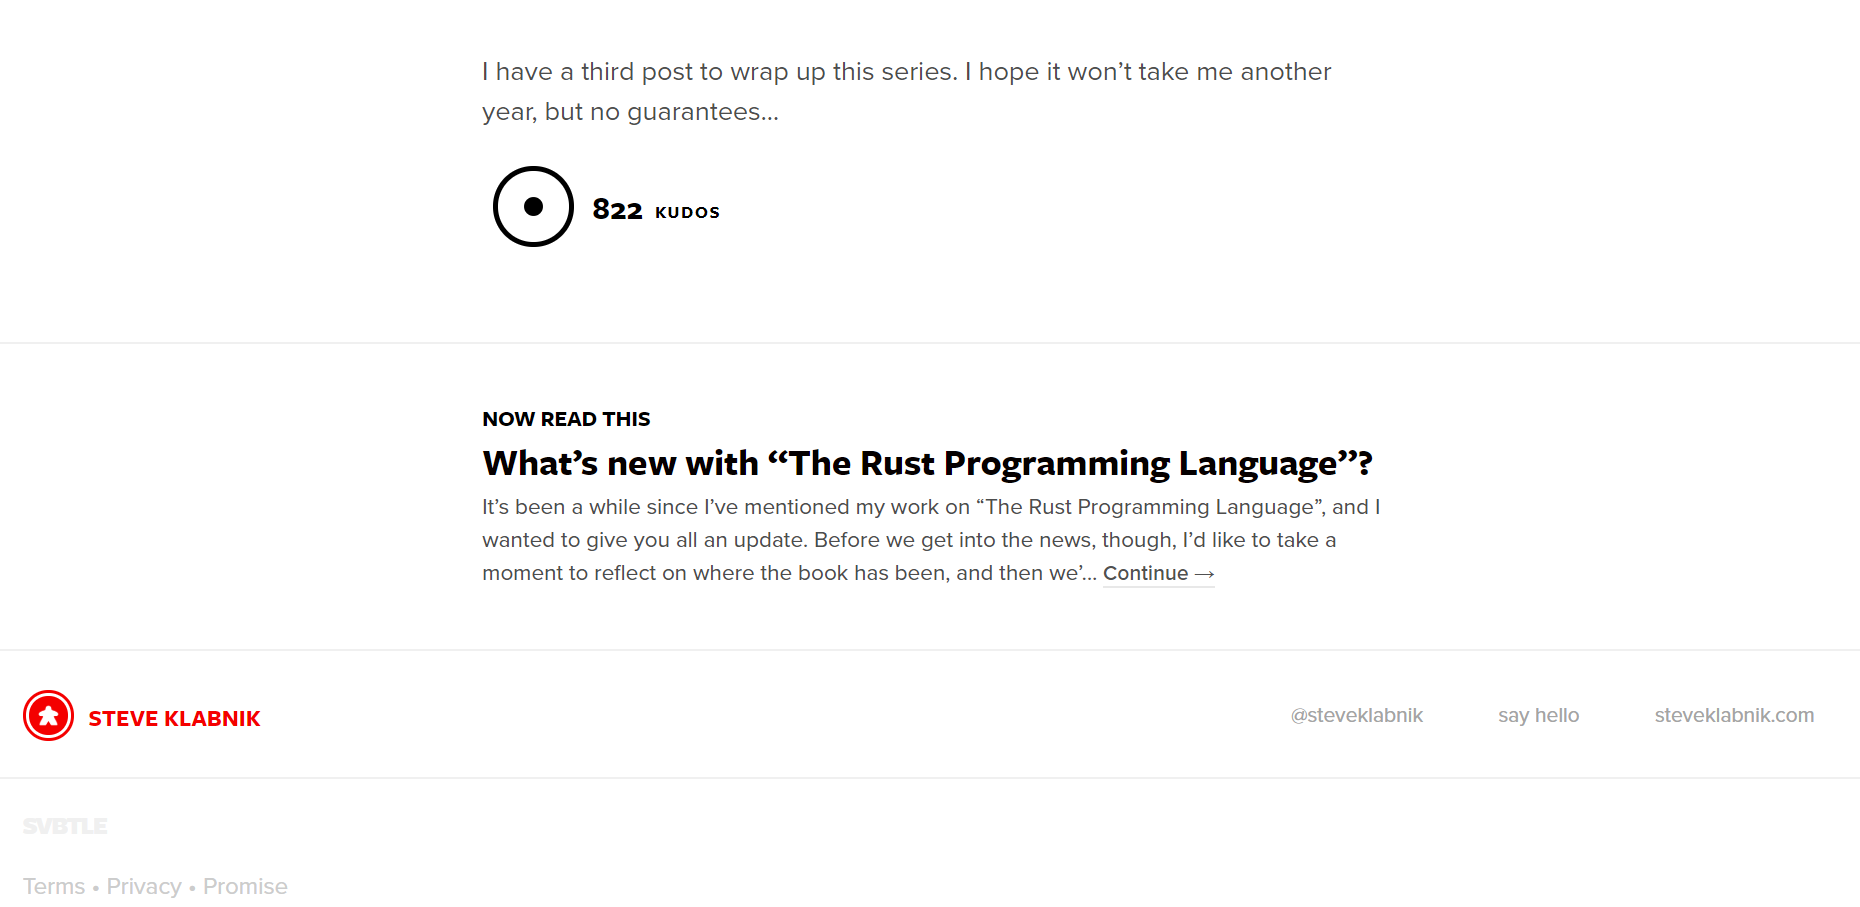 I have a third post to wrap up this series. I hope it won’t take me another
year, but no guarantees…
822 KUDOS
NOW READ THIS
What’s new with “The Rust Programming Language”?
It’s been a while since I’ve mentioned my work on “The Rust Programming Language”, and I
wanted to give you all an update. Before we get into the news, though, I’d like to take a
moment to reflect on where the book has been, and then we’... Continue →
STEVE KLABNIK
@steveklabnik
say hello
steveklabnik.com
SVBTLE
Terms • Privacy • Promise